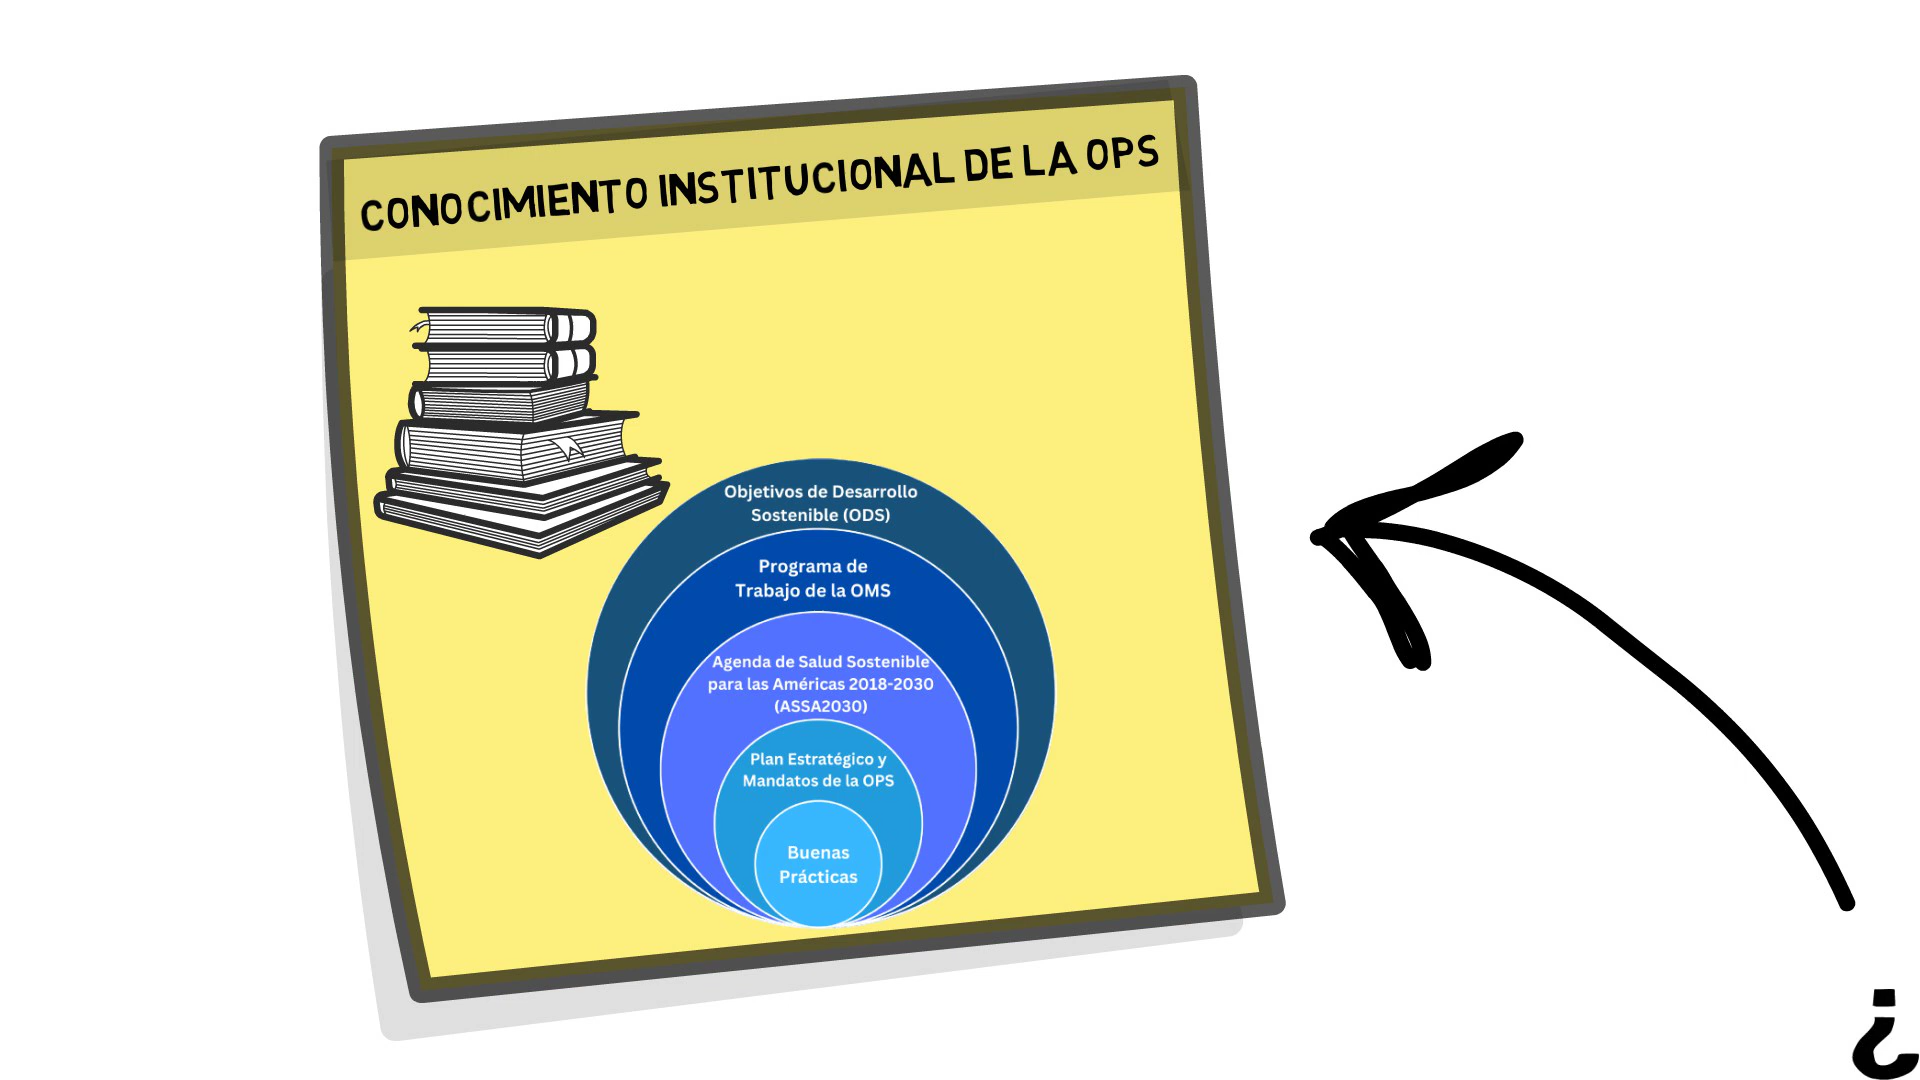 CONOCIMIENTO INSTITUCIONAL DE LA OPS
Objetivos de Desarrollo
Sostenible (ODS)
Programa de
Trabajo de la OMS
Agenda de Salud Sostenible
para las Américas 2018-2030
(ASSA2030)
Plan Estratégico y
Mandatos de la OPS
Buenas
Prácticas
¿